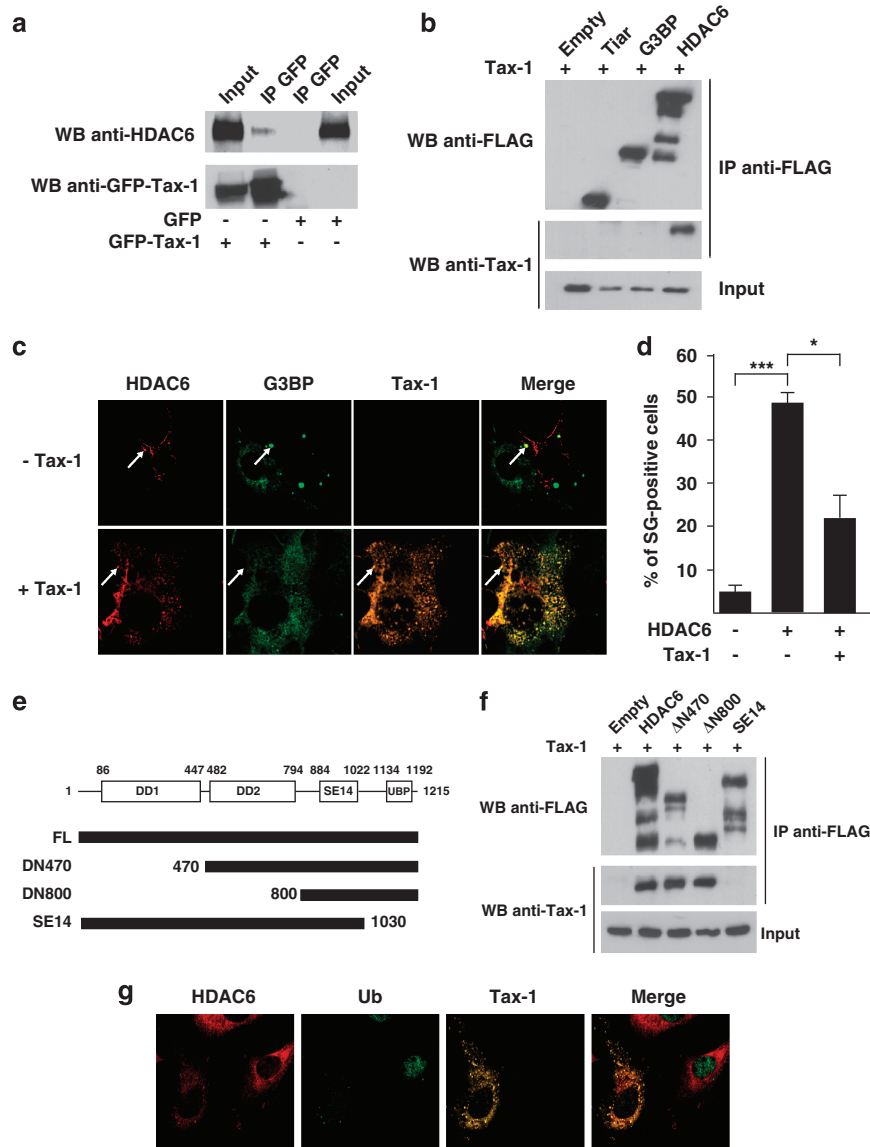 a
Input IP GFP IP GFP Input
WB anti-HDAC6
WB anti-GFP-Tax-1
GFP - - + +
GFP-Tax-1 + + - -
b
Empty Tiar G3BP HDAC6
Tax-1 + + + +
WB anti-FLAG
IP anti-FLAG
WB anti-Tax-1
Input
c
HDAC6 G3BP Tax-1 Merge
- Tax-1
+ Tax-1
d
% of SG-positive cells
60
50
40
30
20
10
*** *
HDAC6 - + +
Tax-1 - - +
e
86 447 482 794 884 1022 1134 1192
1 DD1 DD2 SE14 UBP 1215
FL
DN470 470
DN800 800
SE14 1030
f
Empty HDAC6 ΔN470 ΔN800 SE14
Tax-1 + + + + +
WB anti-FLAG
IP anti-FLAG
WB anti-Tax-1
Input
g
HDAC6 Ub Tax-1 Merge